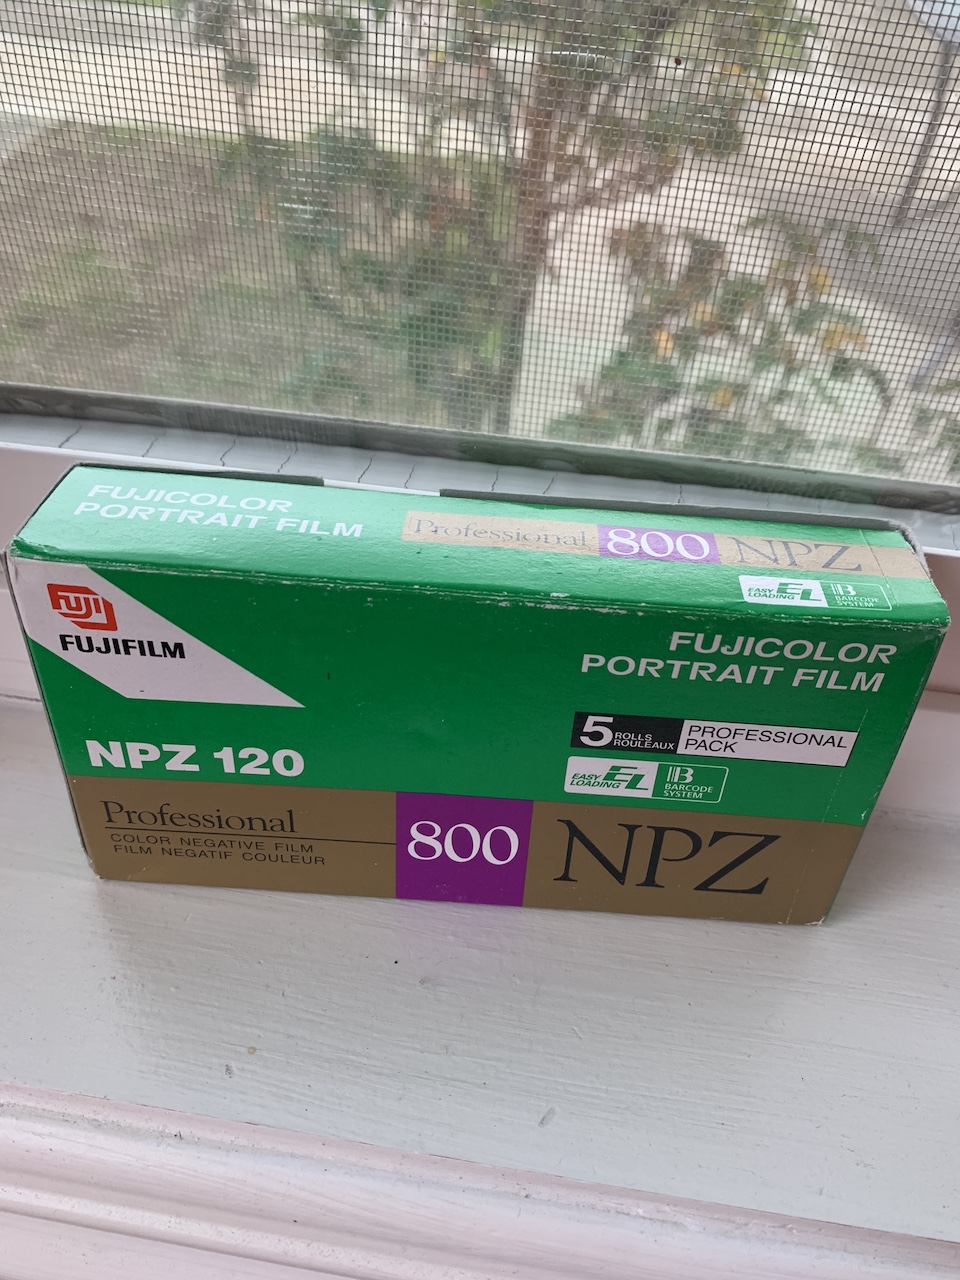 FUJICOLOR
PORTRAIT FILM
Professional 800 NPZ
EASY LOADING EL
BARCODE SYSTEM
FUJI
FUJIFILM
FUJICOLOR
PORTRAIT FILM
5 ROLLS ROULEAUX
PROFESSIONAL PACK
NPZ 120
EASY LOADING EL
BARCODE SYSTEM
Professional
COLOR NEGATIVE FILM
FILM NEGATIF COULEUR
800
NPZ